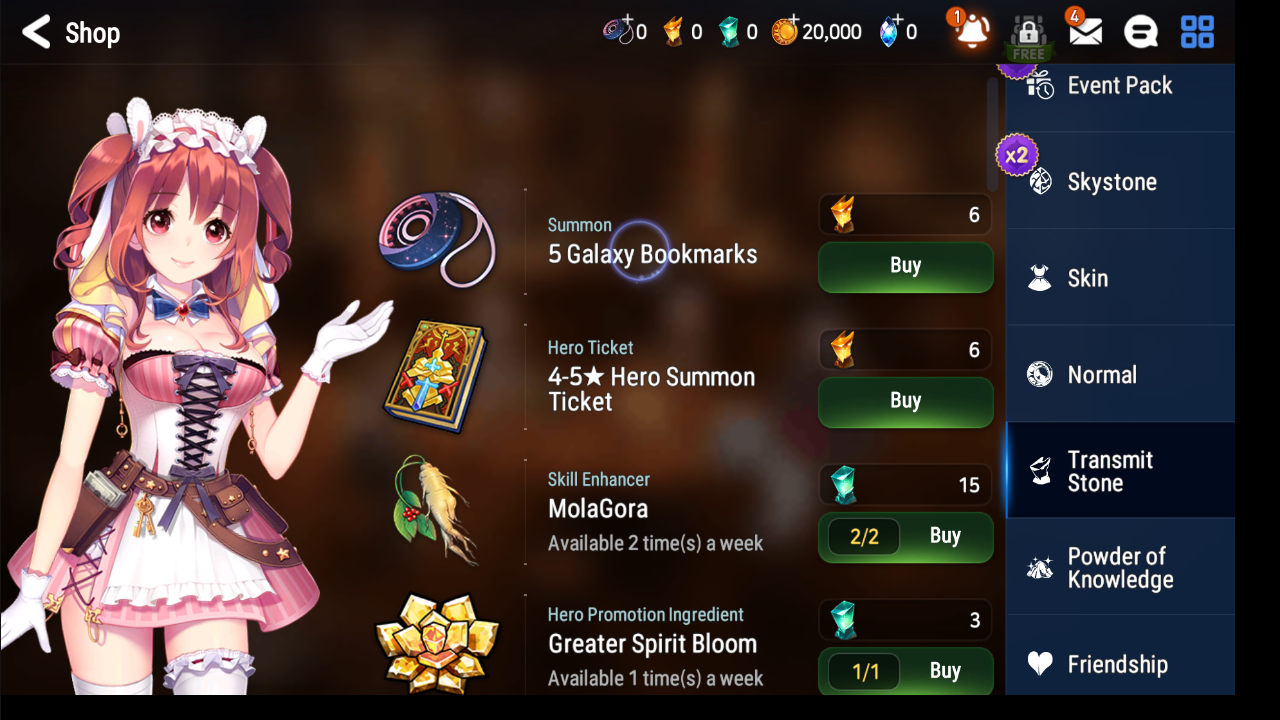 Shop
0
0
0
20,000
0
1
FREE
4
Event Pack
x2
Skystone
Skin
Normal
Transmit
Stone
Powder of
Knowledge
Friendship
Summon
5 Galaxy Bookmarks
6
Buy
Hero Ticket
4-5★ Hero Summon
Ticket
6
Buy
Skill Enhancer
MolaGora
Available 2 time(s) a week
15
2/2 Buy
Hero Promotion Ingredient
Greater Spirit Bloom
Available 1 time(s) a week
3
1/1 Buy